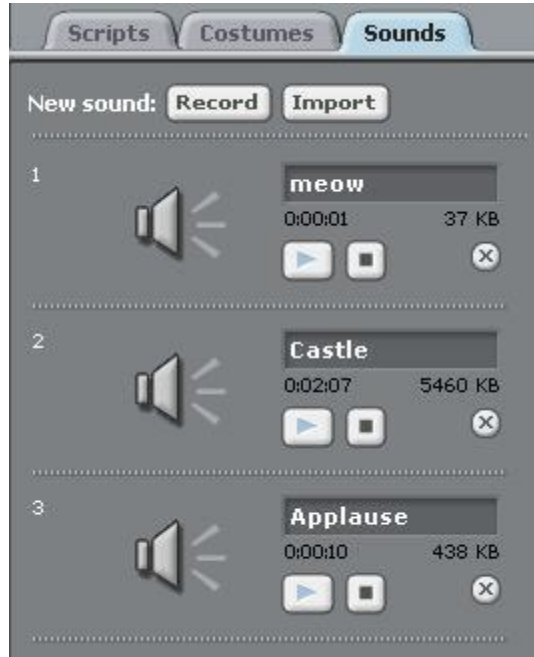 Scripts Costumes Sounds
New sound: Record Import
1
meow
0:00:01 37 KB
2
Castle
0:02:07 5460 KB
3
Applause
0:00:10 438 KB